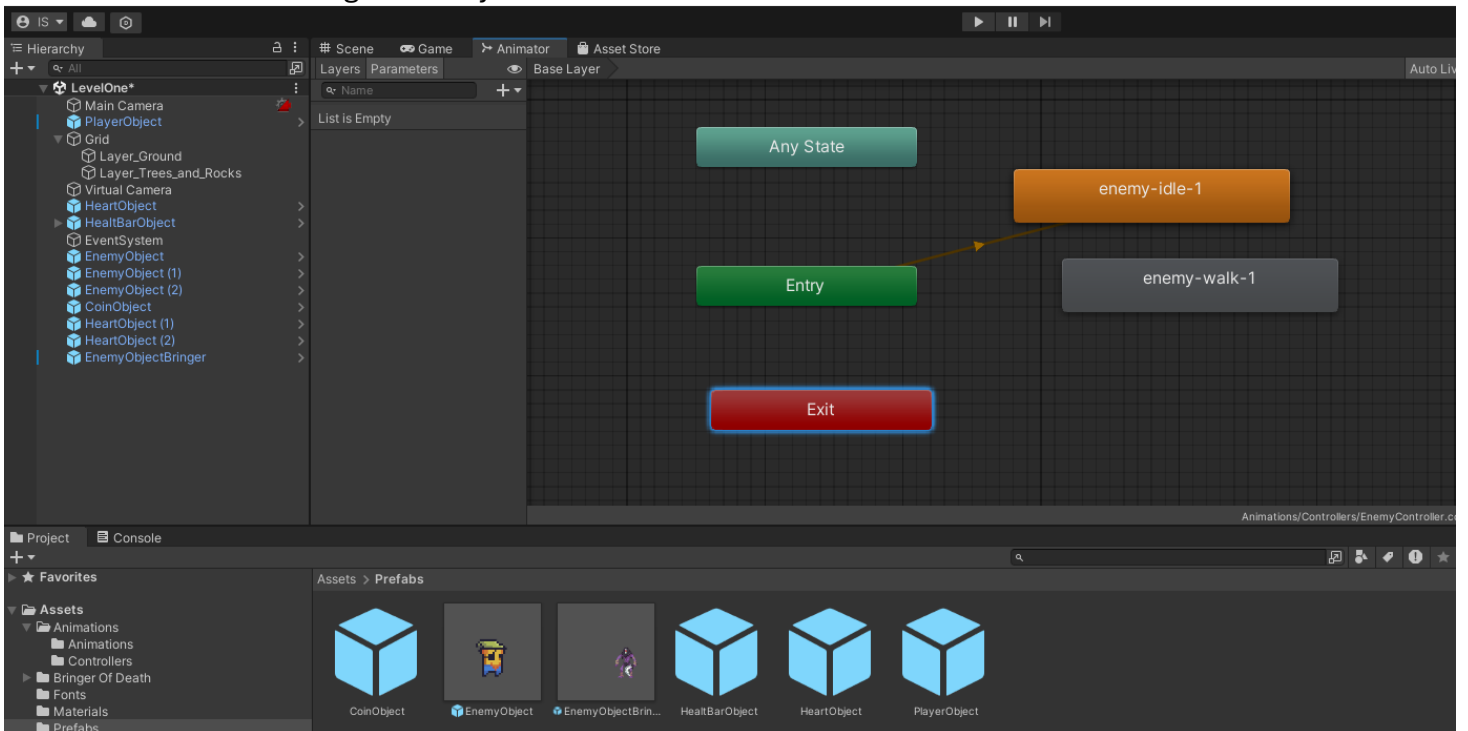 IS
Hierarchy
All
LevelOne*
Main Camera
PlayerObject
Grid
Layer_Ground
Layer_Trees_and_Rocks
Virtual Camera
HeartObject
HealtBarObject
EventSystem
EnemyObject
EnemyObject (1)
EnemyObject (2)
CoinObject
HeartObject (1)
HeartObject (2)
EnemyObjectBringer
# Scene Game Animator Asset Store
Layers Parameters Base Layer Auto Liv
Name
List is Empty
Any State
enemy-idle-1
Entry
enemy-walk-1
Exit
Animations/Controllers/EnemyController.co
Project Console
Favorites
Assets
Animations
Animations
Controllers
Bringer Of Death
Fonts
Materials
Prefabs
Assets > Prefabs
CoinObject EnemyObject EnemyObjectBrin... HealtBarObject HeartObject PlayerObject